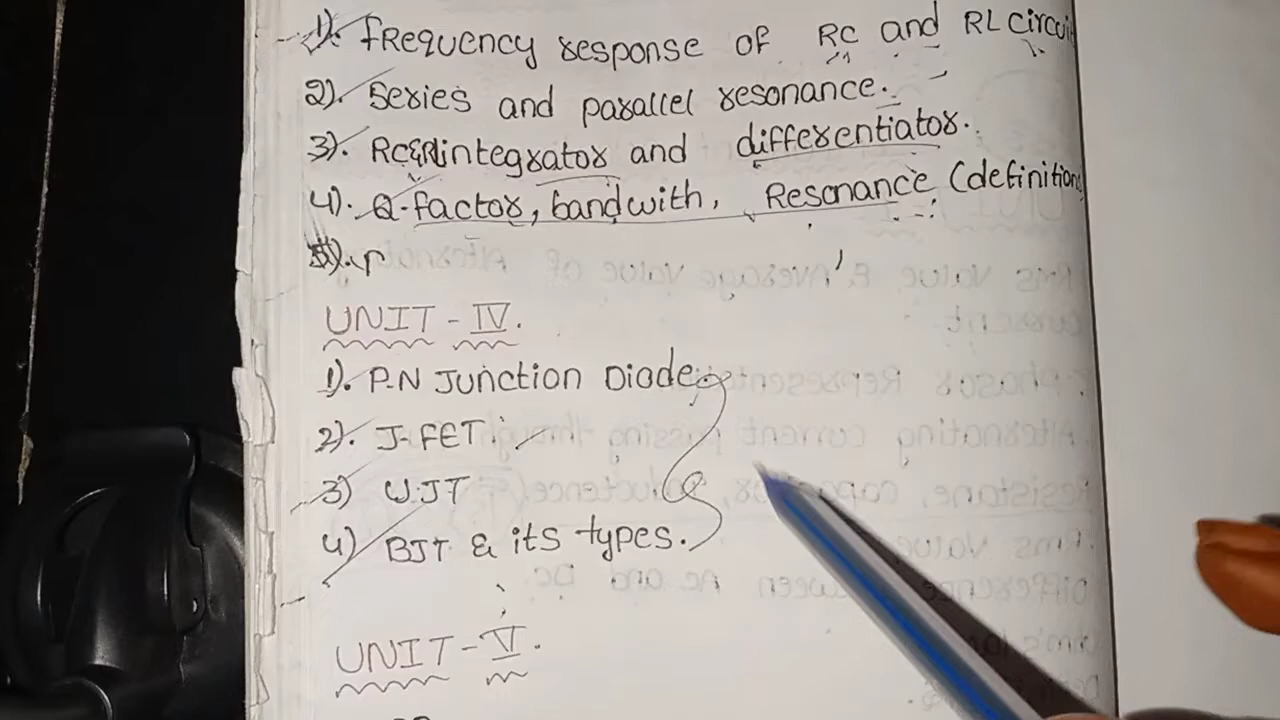 1). Frequency response of RC and RL circui
2). Series and parallel resonance.
3). RC&RL integrator and differentiator.
4). Q-factor, bandwith, Resonance (definition
UNIT - IV.
1). P.N Junction Diode
2). J-FET.
3) UJT
4) BJT & its types.
UNIT - V.